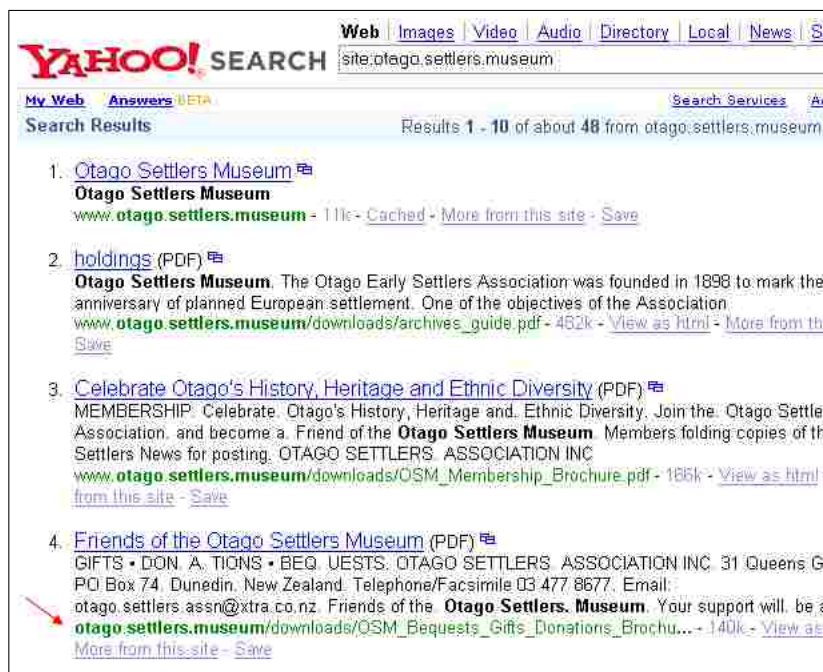 Web | Images | Video | Audio | Directory | Local | News | S
YAHOO! SEARCH
site:otago.settlers.museum
My Web Answers BETA Search Services A
Search Results Results 1 - 10 of about 48 from otago.settlers.museum
1. Otago Settlers Museum
Otago Settlers Museum
www.otago.settlers.museum - 11k - Cached - More from this site - Save
2. holdings (PDF)
Otago Settlers Museum. The Otago Early Settlers Association was founded in 1898 to mark the
anniversary of planned European settlement. One of the objectives of the Association
www.otago.settlers.museum/downloads/archives_guide.pdf - 482k - View as html - More from th
Save
3. Celebrate Otago's History, Heritage and Ethnic Diversity (PDF)
MEMBERSHIP. Celebrate. Otago's History, Heritage and. Ethnic Diversity. Join the. Otago Settle
Association. and become a. Friend of the Otago Settlers Museum. Members folding copies of th
Settlers News for posting. OTAGO SETTLERS. ASSOCIATION INC
www.otago.settlers.museum/downloads/OSM_Membership_Brochure.pdf - 166k - View as html
from this site - Save
4. Friends of the Otago Settlers Museum (PDF)
GIFTS • DON. A. TIONS • BEQ. UESTS. OTAGO SETTLERS. ASSOCIATION INC. 31 Queens G
PO Box 74. Dunedin. New Zealand. Telephone/Facsimile 03 477 8677. Email:
otago.settlers.assn@xtra.co.nz. Friends of the. Otago Settlers. Museum. Your support will. be a
otago.settlers.museum/downloads/OSM_Bequests_Gifts_Donations_Brochu... - 140k - View as
More from this site - Save